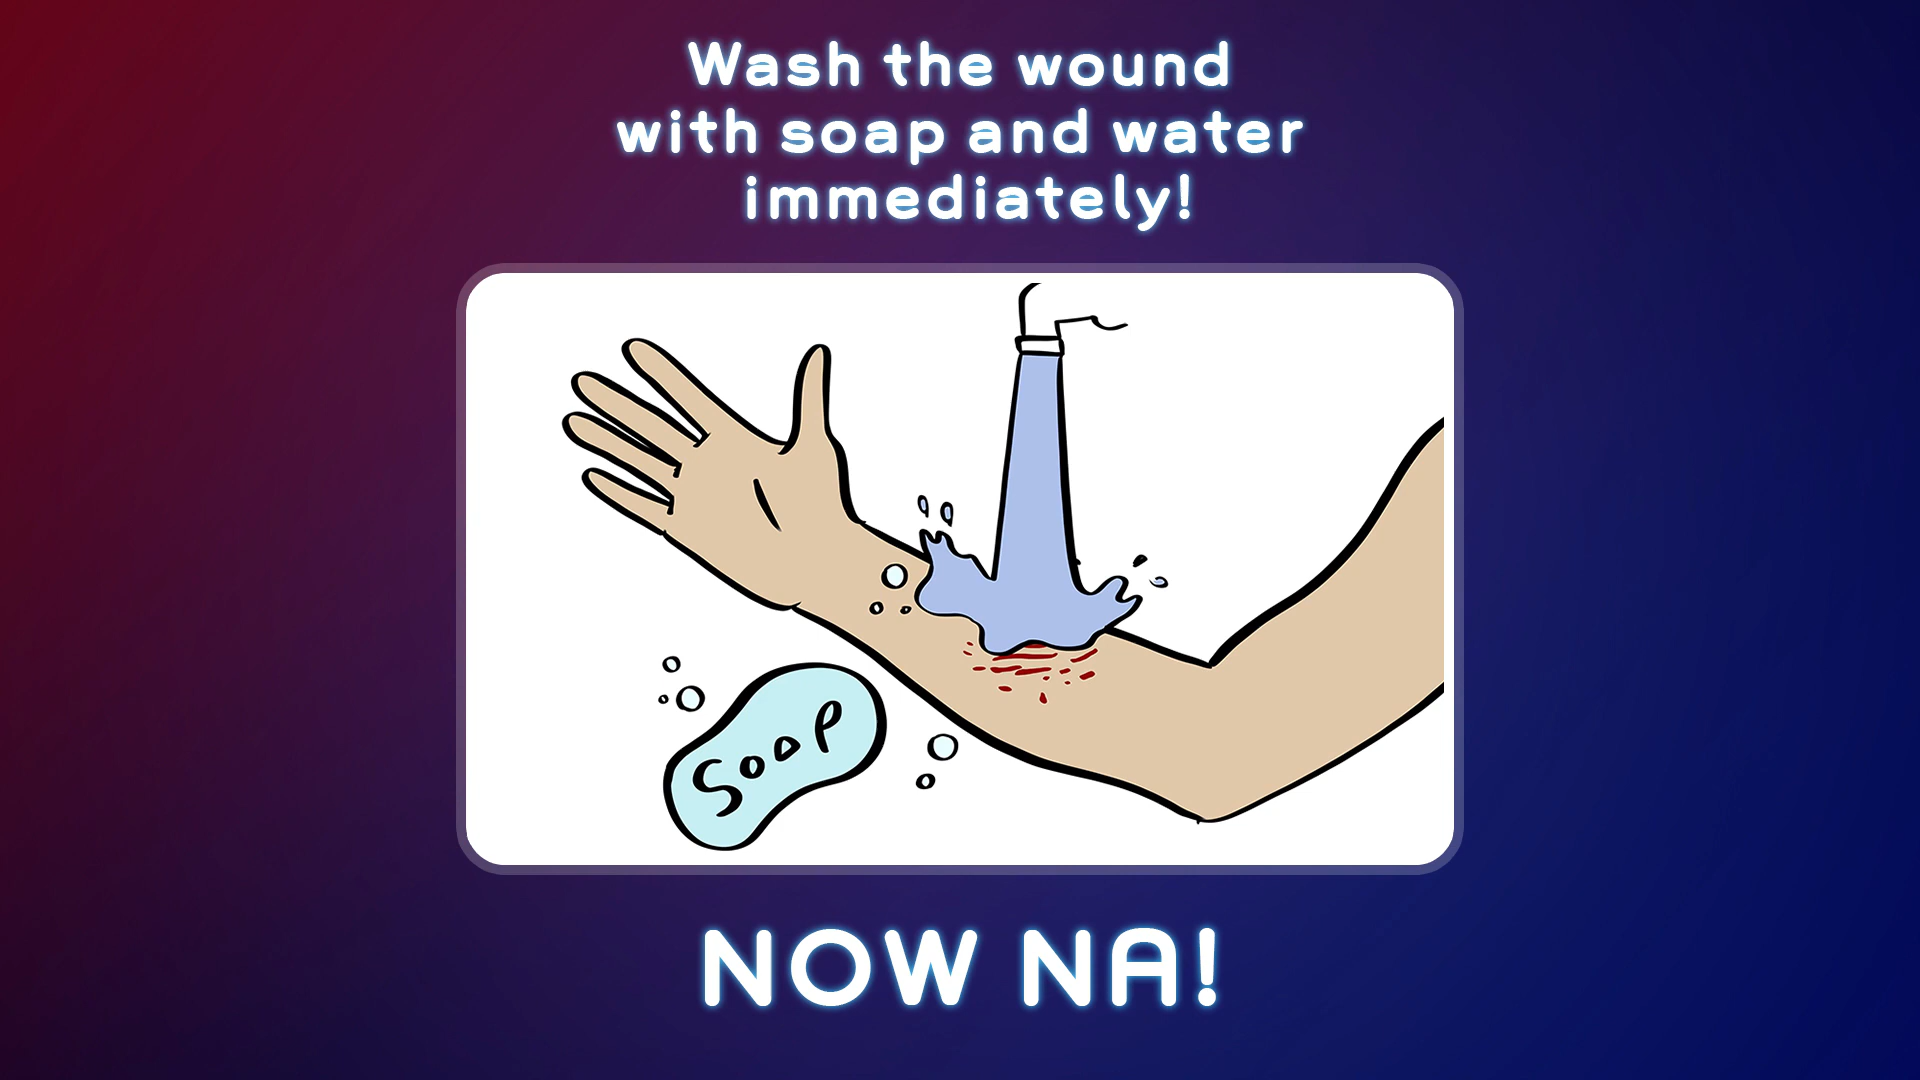 Wash the wound
with soap and water
immediately!
Soap
NOW NA!